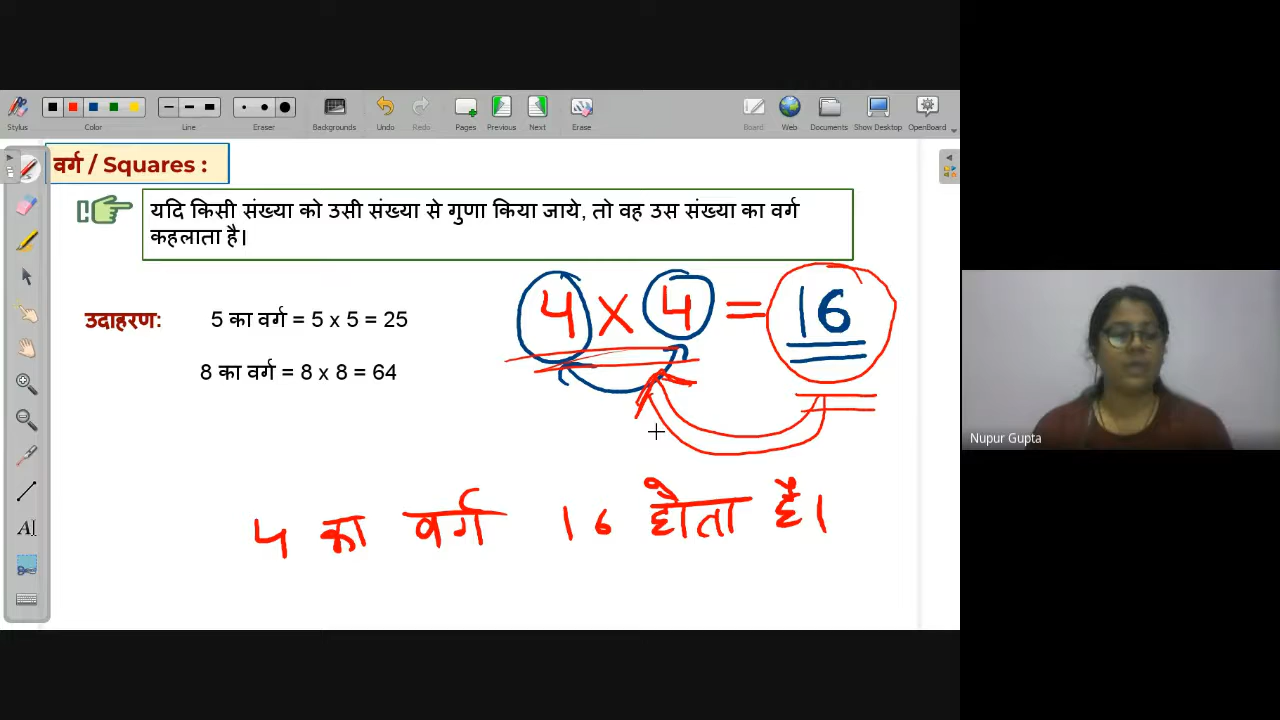 Stylus
Color
Line
Eraser
Backgrounds
Undo
Redo
Pages
Previous
Next
Erase
Board
Web
Documents
Show Desktop
OpenBoard
वर्ग / Squares :
यदि किसी संख्या को उसी संख्या से गुणा किया जाये, तो वह उस संख्या का वर्ग
कहलाता है।
4 × 4 = 16
उदाहरण: 5 का वर्ग = 5 x 5 = 25
8 का वर्ग = 8 x 8 = 64
Nupur Gupta
4 का वर्ग 16 होता है।